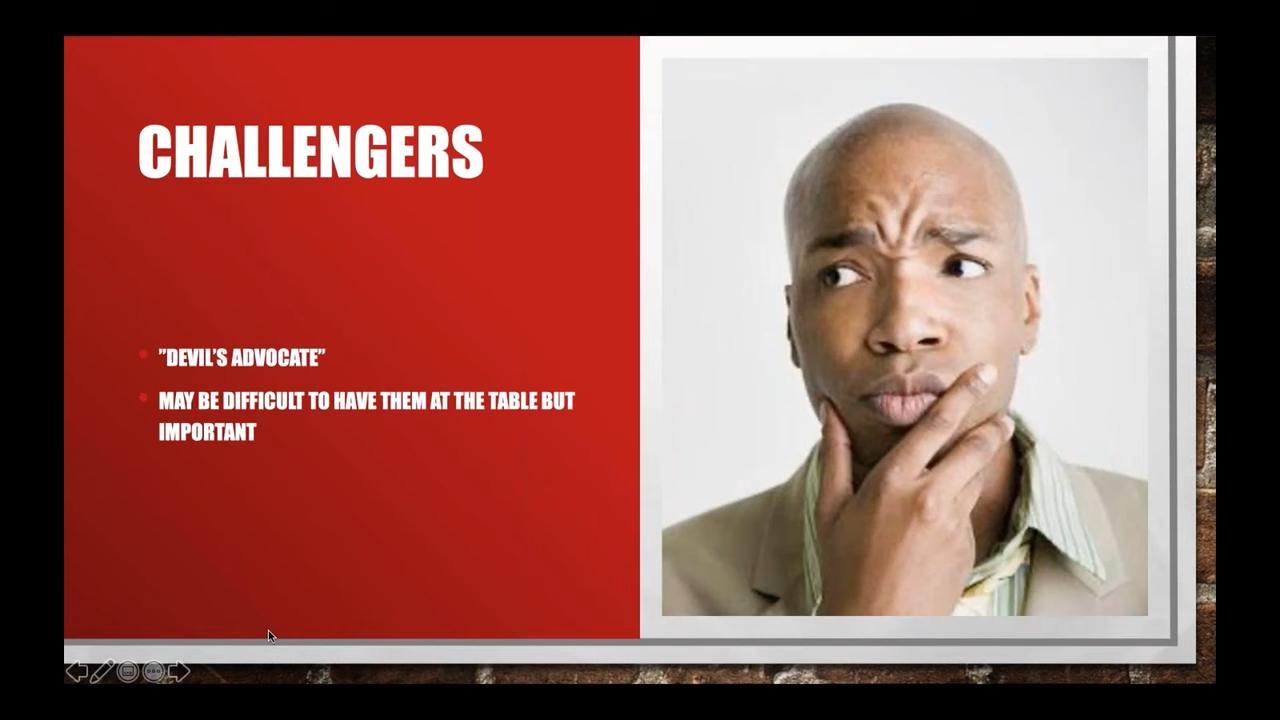 CHALLENGERS
”DEVIL’S ADVOCATE”
MAY BE DIFFICULT TO HAVE THEM AT THE TABLE BUT
IMPORTANT